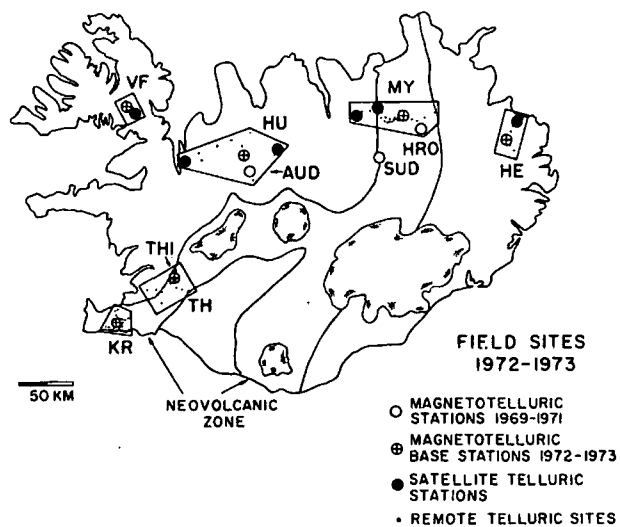 VF
HU
MY
AUD
HRO
SUD
HE
THI
TH
KR
FIELD SITES
1972-1973
50 KM
NEOVOLCANIC
ZONE
MAGNETOTELLURIC
STATIONS 1969-1971
MAGNETOTELLURIC
BASE STATIONS 1972-1973
SATELLITE TELLURIC
STATIONS
REMOTE TELLURIC SITES